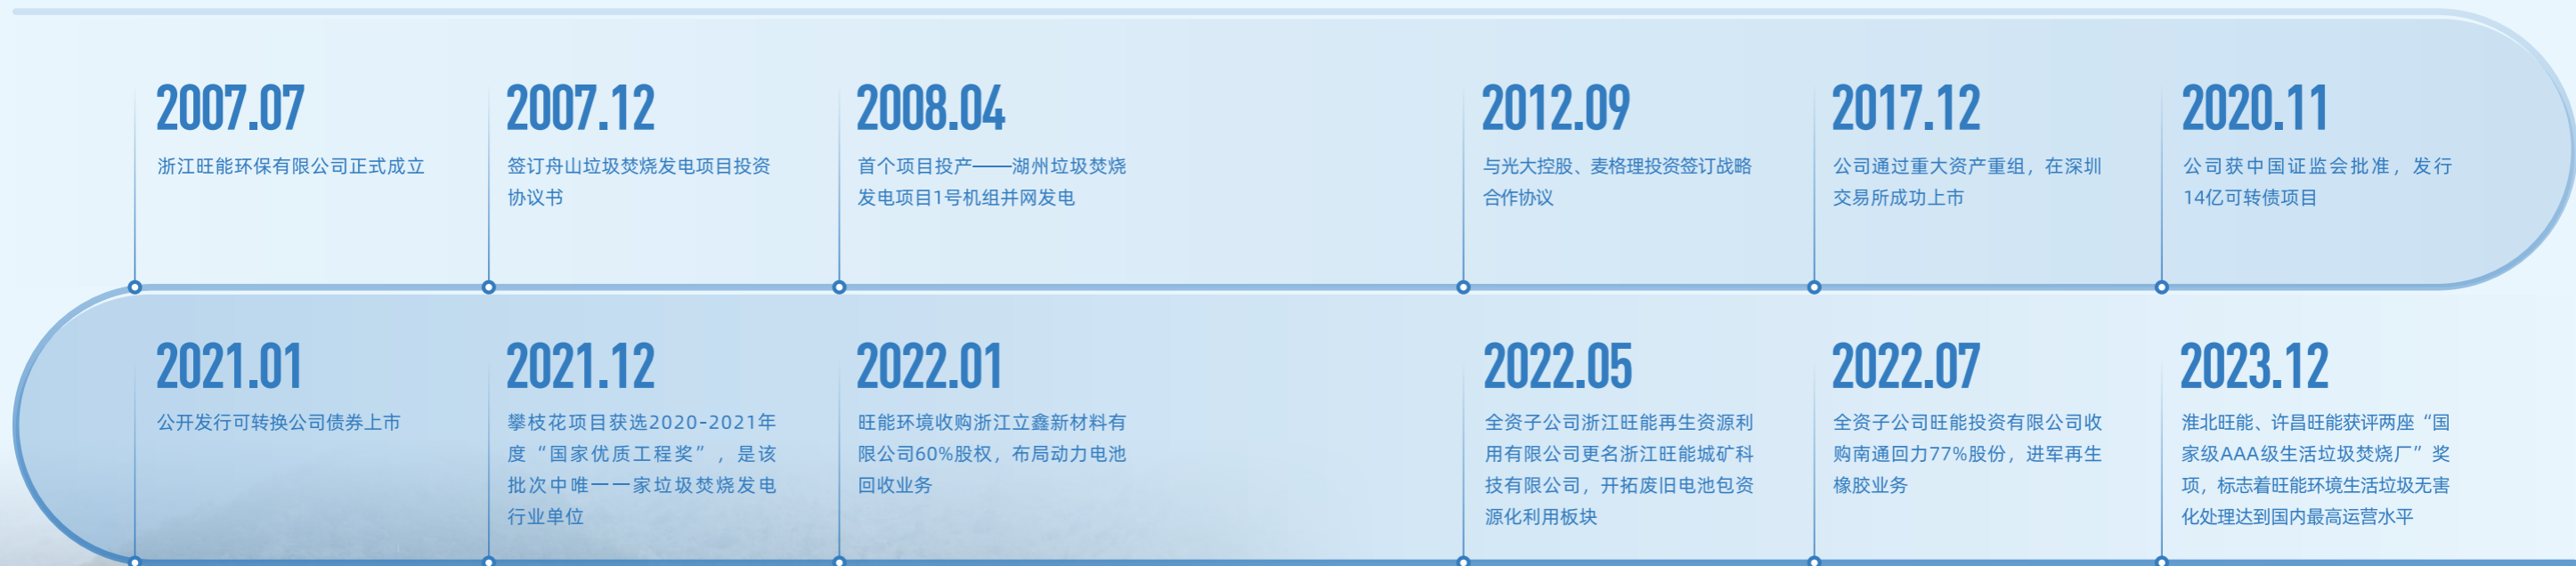 2007.07
浙江旺能环保有限公司正式成立
2007.12
签订舟山垃圾焚烧发电项目投资
协议书
2008.04
首个项目投产——湖州垃圾焚烧
发电项目1号机组并网发电
2012.09
与光大控股、麦格理投资签订战略
合作协议
2017.12
公司通过重大资产重组，在深圳
交易所成功上市
2020.11
公司获中国证监会批准，发行
14亿可转债项目
2021.01
公开发行可转换公司债券上市
2021.12
攀枝花项目获选2020-2021年
度“国家优质工程奖”，是该
批次中唯一一家垃圾焚烧发电
行业单位
2022.01
旺能环境收购浙江立鑫新材料有
限公司60%股权，布局动力电池
回收业务
2022.05
全资子公司浙江旺能再生资源利
用有限公司更名浙江旺能城矿科
技有限公司，开拓废旧电池包资
源化利用板块
2022.07
全资子公司旺能投资有限公司收
购南通回力77%股份，进军再生
橡胶业务
2023.12
淮北旺能、许昌旺能获评两座“国
家级AAA级生活垃圾焚烧厂”奖
项，标志着旺能环境生活垃圾无害
化处理达到国内最高运营水平